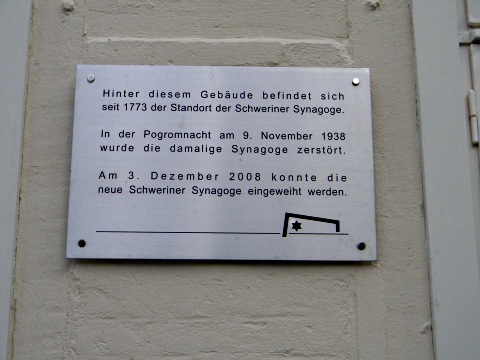 Hinter diesem Gebäude befindet sich
seit 1773 der Standort der Schweriner Synagoge.
In der Pogromnacht am 9. November 1938
wurde die damalige Synagoge zerstört.
Am 3. Dezember 2008 konnte die
neue Schweriner Synagoge eingeweiht werden.